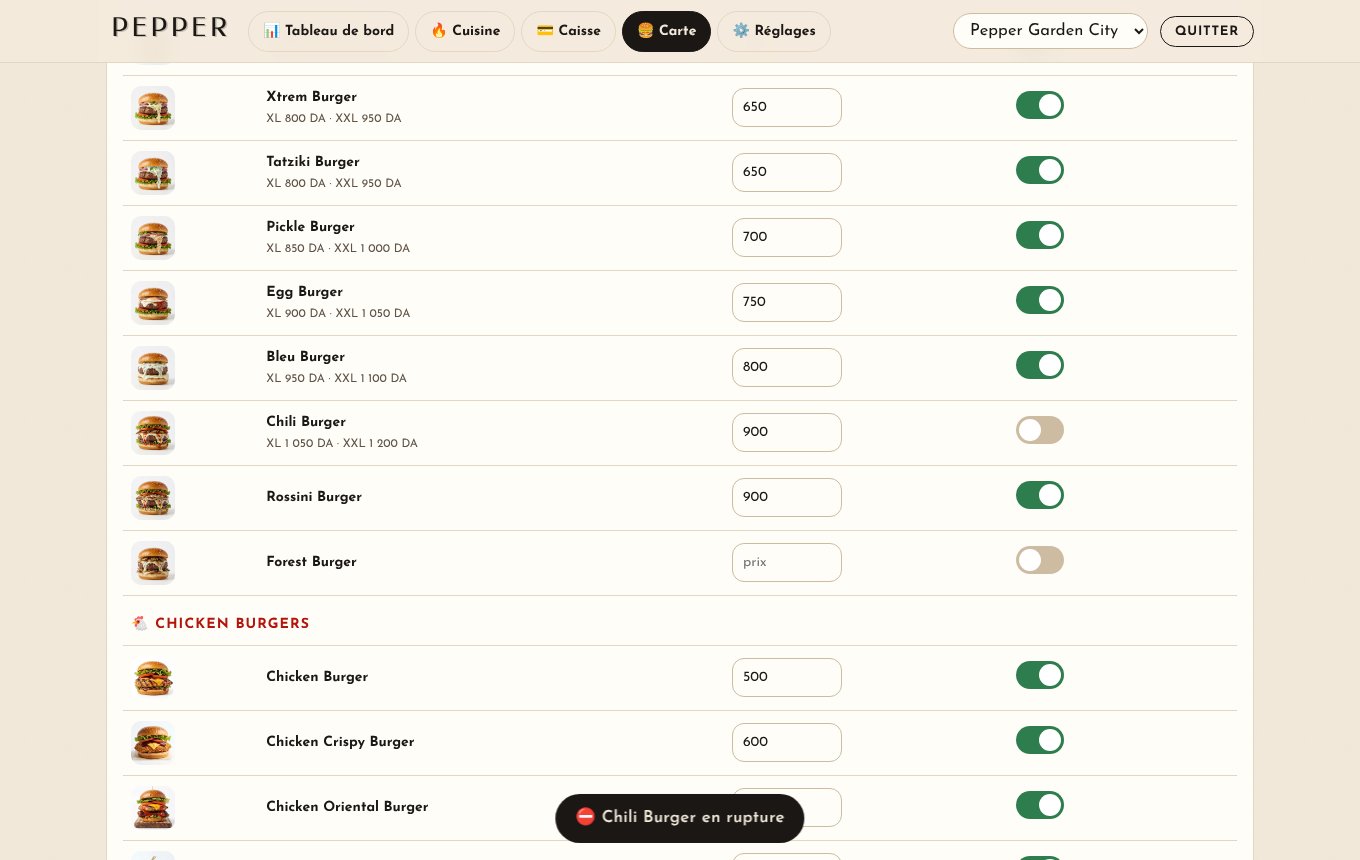 PEPPER
📊 Tableau de bord
🔥 Cuisine
💳 Caisse
🍔 Carte
⚙️ Réglages
Pepper Garden City
QUITTER
Xtrem Burger
XL 800 DA · XXL 950 DA
650
Tatziki Burger
XL 800 DA · XXL 950 DA
650
Pickle Burger
XL 850 DA · XXL 1 000 DA
700
Egg Burger
XL 900 DA · XXL 1 050 DA
750
Bleu Burger
XL 950 DA · XXL 1 100 DA
800
Chili Burger
XL 1 050 DA · XXL 1 200 DA
900
Rossini Burger
900
Forest Burger
prix
🐔 CHICKEN BURGERS
Chicken Burger
500
Chicken Crispy Burger
600
Chicken Oriental Burger
⛔ Chili Burger en rupture